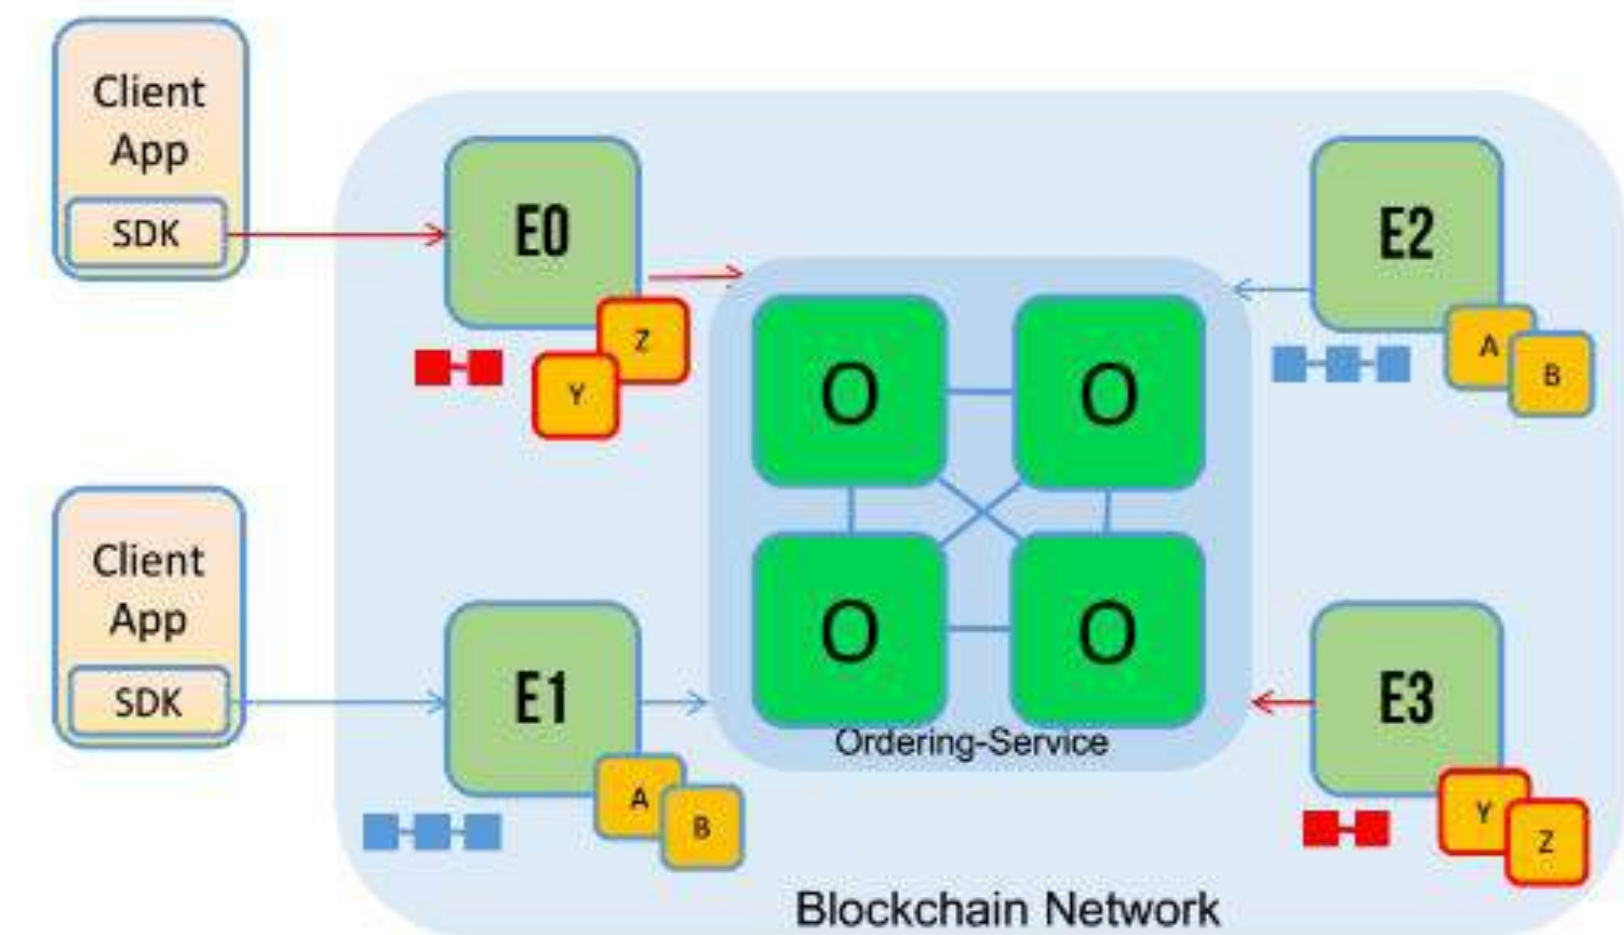 Client
App
SDK
E0
Z
Y
E2
A
B
O
O
Client
App
SDK
E1
A
B
O
O
Ordering-Service
E3
Y
Z
Blockchain Network